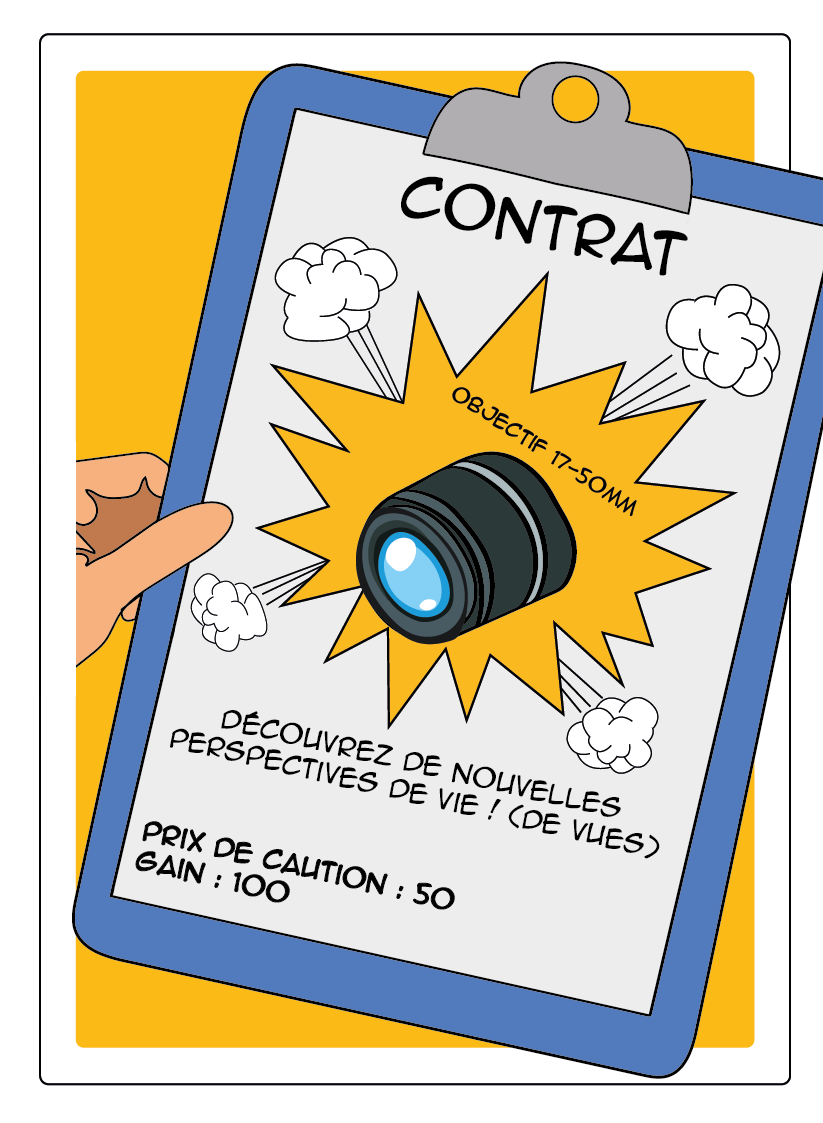 CONTRAT
OBJECTIF 17-50MM
DÉCOUVREZ DE NOUVELLES
PERSPECTIVES DE VIE ! (DE VUES)
PRIX DE CAUTION : 50
GAIN : 100